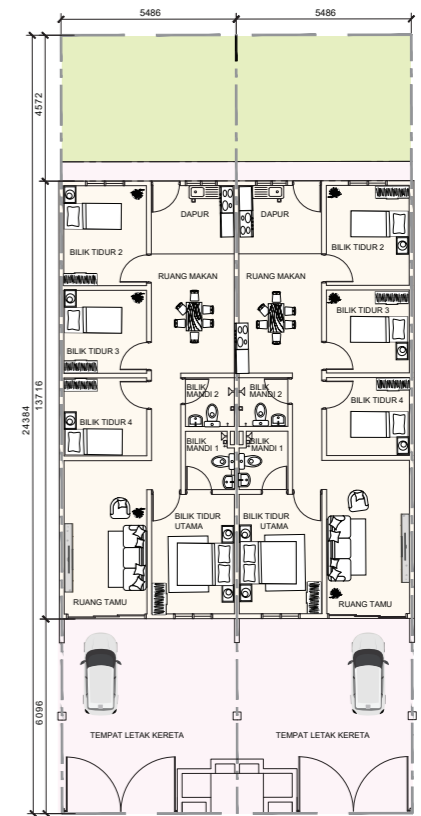 5486
5486
4572
24384
13716
6096
DAPUR
DAPUR
BILIK TIDUR 2
BILIK TIDUR 2
RUANG MAKAN
RUANG MAKAN
BILIK TIDUR 3
BILIK TIDUR 3
BILIK
MANDI 2
BILIK
MANDI 2
BILIK TIDUR 4
BILIK TIDUR 4
BILIK
MANDI 1
BILIK
MANDI 1
BILIK TIDUR
UTAMA
BILIK TIDUR
UTAMA
RUANG TAMU
RUANG TAMU
TEMPAT LETAK KERETA
TEMPAT LETAK KERETA